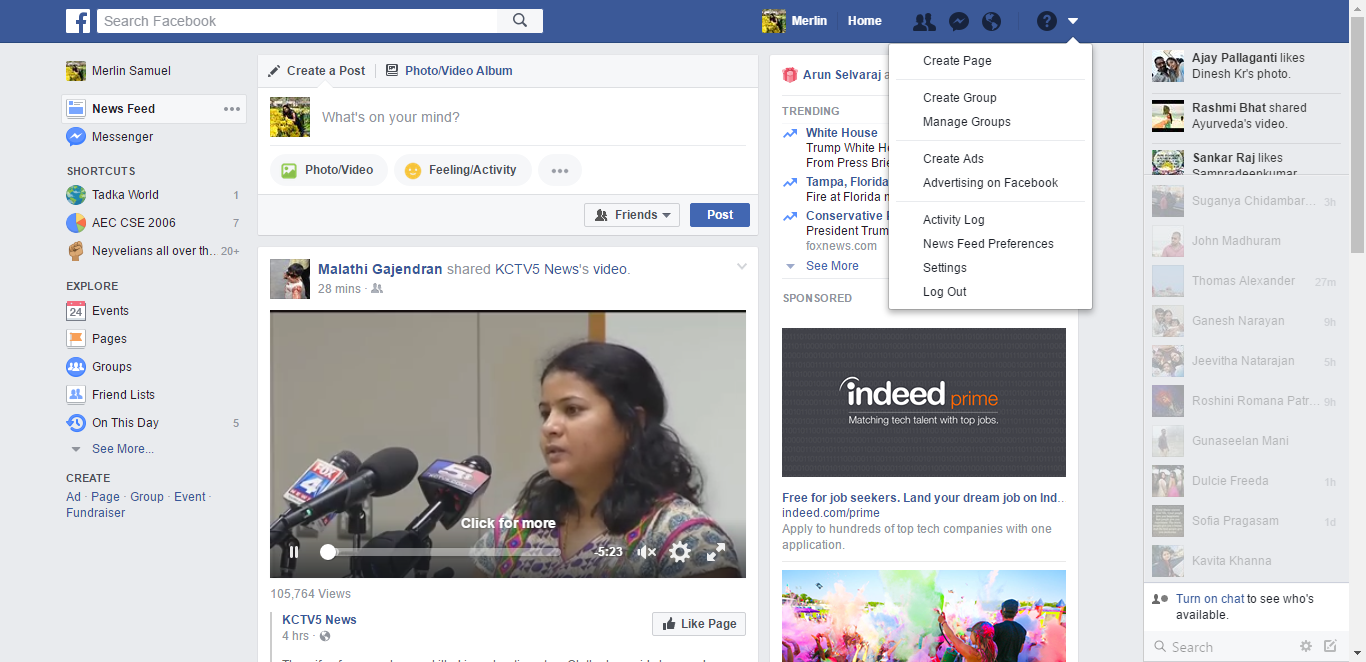 Search Facebook
Merlin
Home
Merlin Samuel
News Feed
Messenger
SHORTCUTS
Tadka World 1
AEC CSE 2006 7
Neyvelians all over th.. 20+
EXPLORE
24 Events
Pages
Groups
Friend Lists
On This Day 5
See More...
CREATE
Ad · Page · Group · Event ·
Fundraiser
Create a Post
Photo/Video Album
What's on your mind?
Photo/Video
Feeling/Activity
Friends
Post
Malathi Gajendran shared KCTV5 News's video.
28 mins ·
FOX
4
5
Click for more
-5:23
105,764 Views
KCTV5 News
4 hrs ·
Like Page
Arun Selvaraj
TRENDING
White House
Trump White
From Press
Tampa, Florida
Fire at Florida
Conservative
President
foxnews.com
See More
SPONSORED
indeed prime
Matching tech talent with top jobs.
Free for job seekers. Land your dream job on Ind..
indeed.com/prime
Apply to hundreds of top tech companies with one
application.
Create Page
Create Group
Manage Groups
Create Ads
Advertising on Facebook
Activity Log
News Feed Preferences
Settings
Log Out
Ajay Pallaganti likes
Dinesh Kr's photo.
Rashmi Bhat shared
Ayurveda's video.
Sankar Raj likes
Sampradeepkumar
Suganya Chidambar... 3h
John Madhuram
Thomas Alexander 27m
Ganesh Narayan 9h
Jeevitha Natarajan 5h
Roshini Romana Patr... 9h
Gunaseelan Mani
Dulcie Freeda 1h
Sofia Pragasam 1d
Kavita Khanna
Turn on chat to see who's
available.
Search